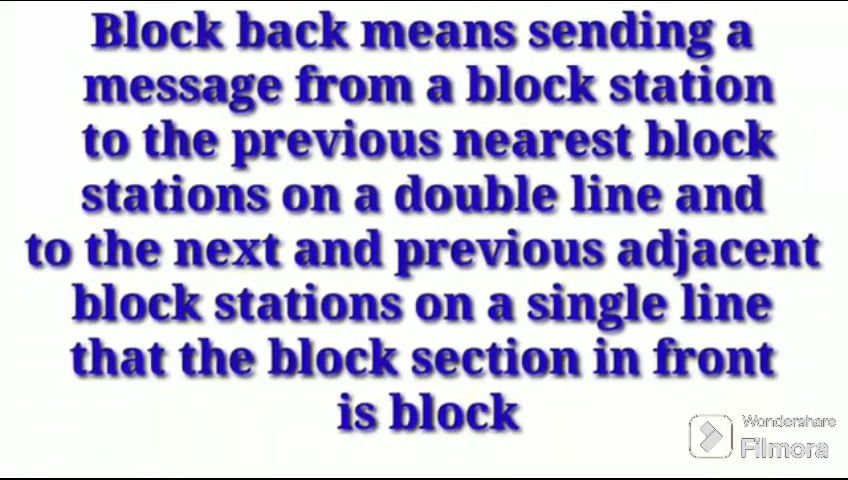 Block back means sending a
message from a block station
to the previous nearest block
stations on a double line and
to the next and previous adjacent
block stations on a single line
that the block section in front
is block
Wondershare
Filmora